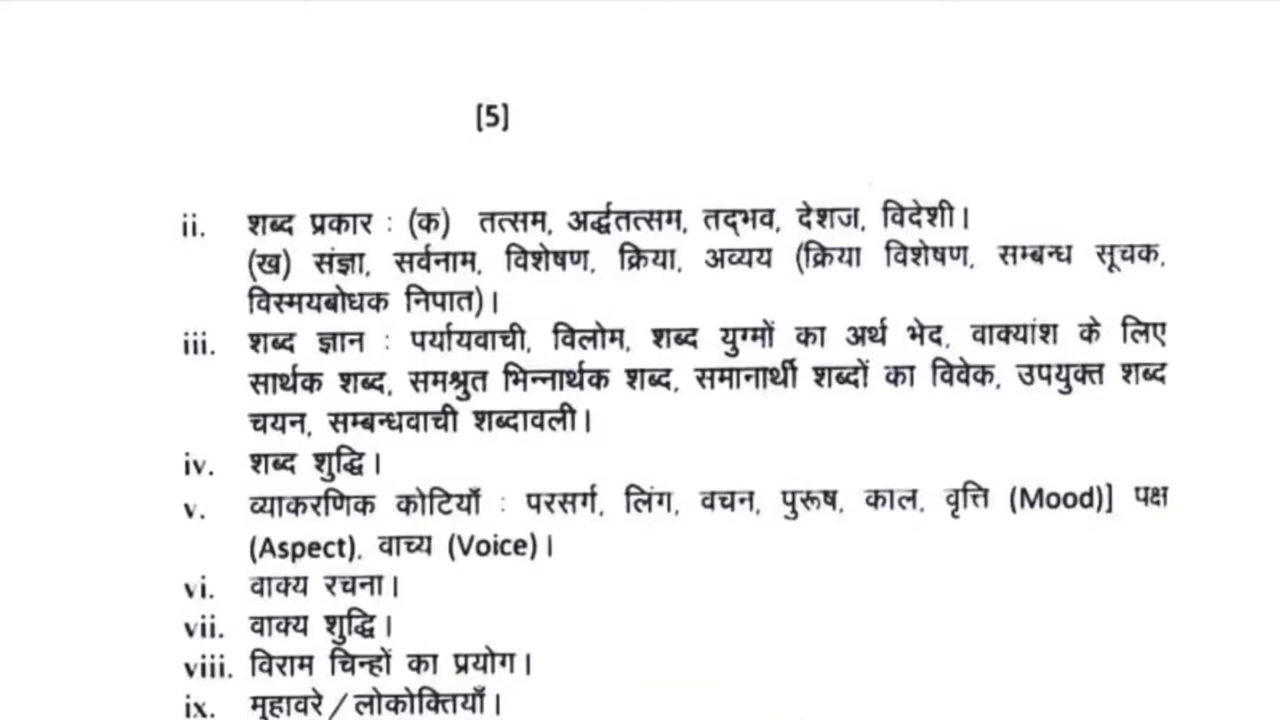 [5]
ii. शब्द प्रकार : (क) तत्सम, अर्द्धतत्सम, तद्भव, देशज, विदेशी।
(ख) संज्ञा, सर्वनाम, विशेषण, क्रिया, अव्यय (क्रिया विशेषण, सम्बन्ध सूचक,
विस्मयबोधक निपात)।
iii. शब्द ज्ञान : पर्यायवाची, विलोम, शब्द युग्मों का अर्थ भेद, वाक्यांश के लिए
सार्थक शब्द, समश्रुत भिन्नार्थक शब्द, समानार्थी शब्दों का विवेक, उपयुक्त शब्द
चयन, सम्बन्धवाची शब्दावली।
iv. शब्द शुद्धि।
v. व्याकरणिक कोटियाँ : परसर्ग, लिंग, वचन, पुरूष, काल, वृत्ति (Mood)] पक्ष
(Aspect), वाच्य (Voice)।
vi. वाक्य रचना।
vii. वाक्य शुद्धि।
viii. विराम चिन्हों का प्रयोग।
ix. मुहावरे/लोकोक्तियाँ।